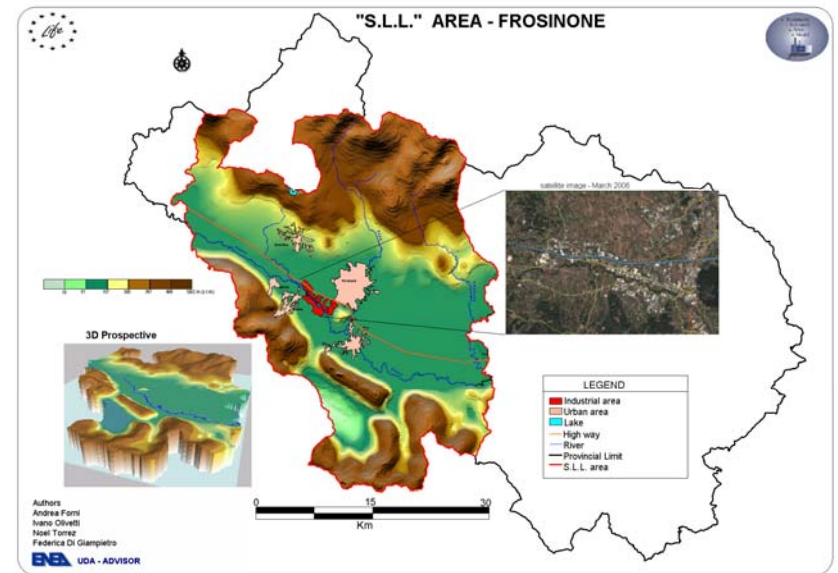 "S.L.L." AREA - FROSINONE
Life
satellite image - March 2006
3D Prospective
LEGEND
Industrial area
Urban area
Lake
High way
River
Provincial Limit
S.L.L. area
0 15 30
Km
Authors
Andrea Forni
Ivano Olivetti
Noel Torrez
Federica Di Giampietro
ENEA UDA - ADVISOR